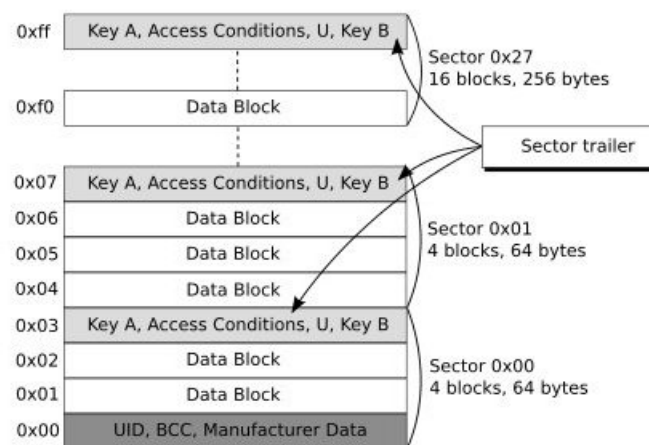 0xff Key A, Access Conditions, U, Key B
Sector 0x27
16 blocks, 256 bytes
0xf0 Data Block
Sector trailer
0x07 Key A, Access Conditions, U, Key B
0x06 Data Block
Sector 0x01
4 blocks, 64 bytes
0x05 Data Block
0x04 Data Block
0x03 Key A, Access Conditions, U, Key B
0x02 Data Block
Sector 0x00
4 blocks, 64 bytes
0x01 Data Block
0x00 UID, BCC, Manufacturer Data